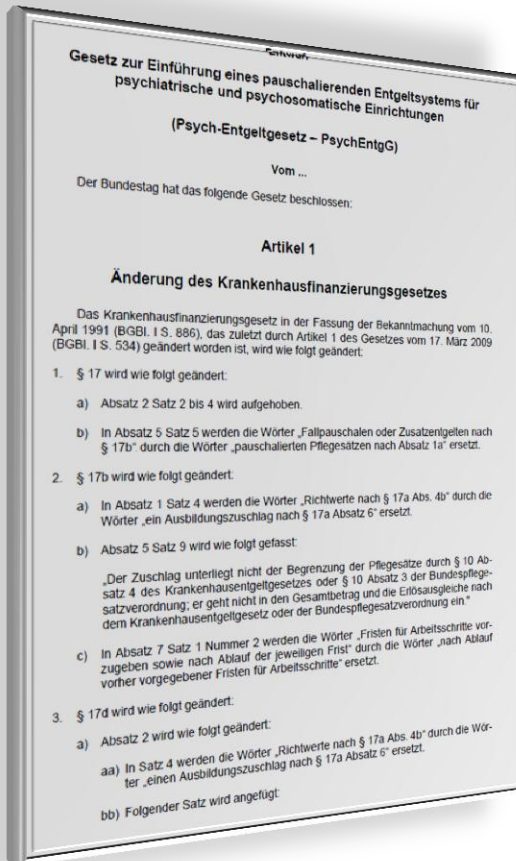 Entwurf
Gesetz zur Einführung eines pauschalierenden Entgeltsystems für
psychiatrische und psychosomatische Einrichtungen
(Psych-Entgeltgesetz – PsychEntgG)
Vom ...
Der Bundestag hat das folgende Gesetz beschlossen:
Artikel 1
Änderung des Krankenhausfinanzierungsgesetzes
Das Krankenhausfinanzierungsgesetz in der Fassung der Bekanntmachung vom 10.
April 1991 (BGBl. I S. 886), das zuletzt durch Artikel 1 des Gesetzes vom 17. März 2009
(BGBl. I S. 534) geändert worden ist, wird wie folgt geändert:
1. § 17 wird wie folgt geändert:
a) Absatz 2 Satz 2 bis 4 wird aufgehoben.
b) In Absatz 5 Satz 5 werden die Wörter „Fallpauschalen oder Zusatzentgelten nach
§ 17b“ durch die Wörter „pauschalierten Pflegesätzen nach Absatz 1a“ ersetzt.
2. § 17b wird wie folgt geändert:
a) In Absatz 1 Satz 4 werden die Wörter „Richtwerte nach § 17a Abs. 4b“ durch die
Wörter „ein Ausbildungszuschlag nach § 17a Absatz 6“ ersetzt.
b) Absatz 5 Satz 9 wird wie folgt gefasst:
„Der Zuschlag unterliegt nicht der Begrenzung der Pflegesätze durch § 10 Ab-
satz 4 des Krankenhausentgeltgesetzes oder § 10 Absatz 3 der Bundespflege-
satzverordnung; er geht nicht in den Gesamtbetrag und die Erlösausgleiche nach
dem Krankenhausentgeltgesetz oder der Bundespflegesatzverordnung ein.“
c) In Absatz 7 Satz 1 Nummer 2 werden die Wörter „Fristen für Arbeitsschritte vor-
zugeben sowie nach Ablauf der jeweiligen Frist“ durch die Wörter „nach Ablauf
vorher vorgegebener Fristen für Arbeitsschritte“ ersetzt.
3. § 17d wird wie folgt geändert:
a) Absatz 2 wird wie folgt geändert:
aa) In Satz 4 werden die Wörter „Richtwerte nach § 17a Abs. 4b“ durch die Wör-
ter „einen Ausbildungszuschlag nach § 17a Absatz 6“ ersetzt.
bb) Folgender Satz wird angefügt: